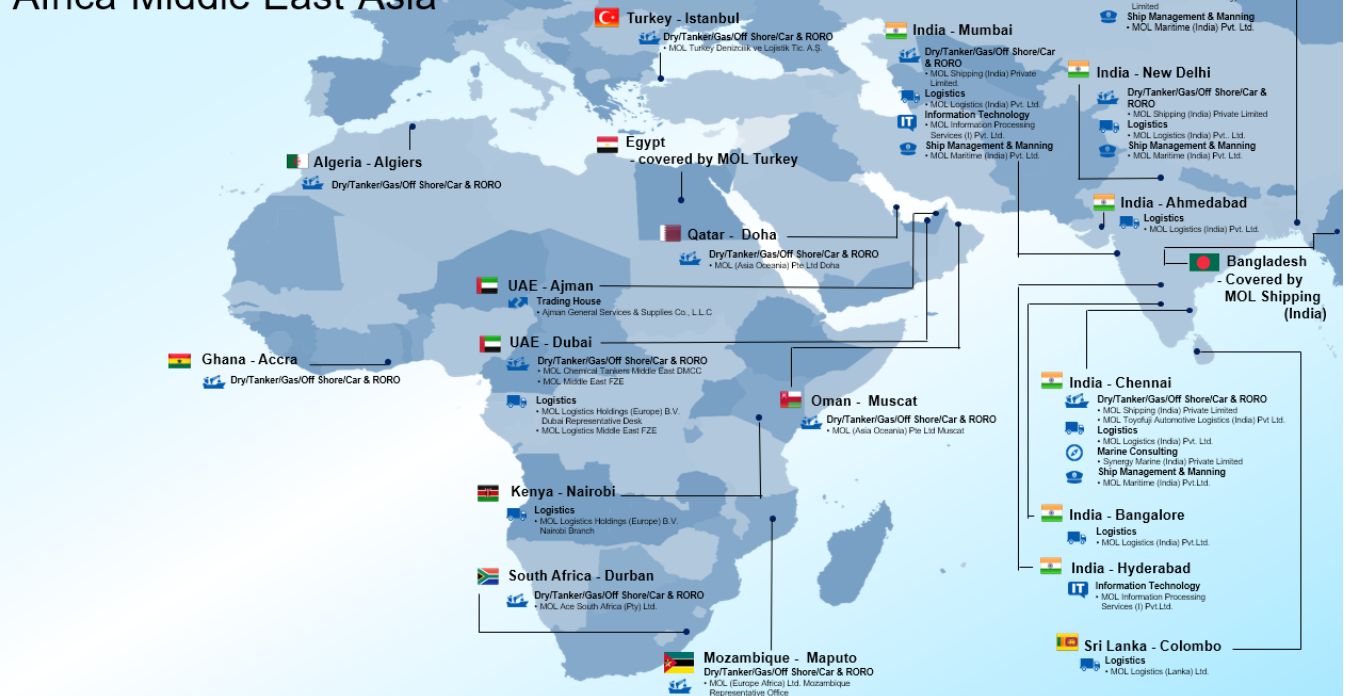 Africa Middle East Asia
Turkey - Istanbul
Dry/Tanker/Gas/Off Shore/Car & RORO
• MOL Turkey Denizcilik ve Lojistik Tic. A.Ş.
India - Mumbai
Dry/Tanker/Gas/Off Shore/Car
& RORO
• MOL Shipping (India) Private
Limited.
Logistics
• MOL Logistics (India) Pvt. Ltd.
IT
Information Technology
• MOL Information Processing
Services (I) Pvt. Ltd.
Ship Management & Manning
• MOL Maritime (India) Pvt. Ltd.
Limited
Ship Management & Manning
• MOL Maritime (India) Pvt. Ltd.
India - New Delhi
Dry/Tanker/Gas/Off Shore/Car &
RORO
• MOL Shipping (India) Private Limited
Logistics
• MOL Logistics (India) Pvt.. Ltd.
Ship Management & Manning
• MOL Maritime (India) Pvt. Ltd.
Algeria - Algiers
Dry/Tanker/Gas/Off Shore/Car & RORO
Egypt
- covered by MOL Turkey
India - Ahmedabad
Logistics
• MOL Logistics (India) Pvt. Ltd.
Qatar - Doha
Dry/Tanker/Gas/Off Shore/Car & RORO
• MOL (Asia Oceania) Pte Ltd Doha
Bangladesh
- Covered by
MOL Shipping
(India)
UAE - Ajman
Trading House
• Ajman General Services & Supplies Co., L.L.C
UAE - Dubai
Dry/Tanker/Gas/Off Shore/Car & RORO
• MOL Chemical Tankers Middle East DMCC
• MOL Middle East FZE
Logistics
• MOL Logistics Holdings (Europe) B.V.
Dubai Representative Desk
• MOL Logistics Middle East FZE
Ghana - Accra
Dry/Tanker/Gas/Off Shore/Car & RORO
Oman - Muscat
Dry/Tanker/Gas/Off Shore/Car & RORO
• MOL (Asia Oceania) Pte Ltd Muscat
India - Chennai
Dry/Tanker/Gas/Off Shore/Car & RORO
• MOL Shipping (India) Private Limited
• MOL Toyofuji Automotive Logistics (India) Pvt Ltd.
Logistics
• MOL Logistics (India) Pvt. Ltd.
Marine Consulting
• Synergy Marine (India) Private Limited
Ship Management & Manning
• MOL Maritime (India) Pvt.Ltd.
Kenya - Nairobi
Logistics
• MOL Logistics Holdings (Europe) B.V.
Nairobi Branch
India - Bangalore
Logistics
• MOL Logistics (India) Pvt.Ltd.
South Africa - Durban
Dry/Tanker/Gas/Off Shore/Car & RORO
• MOL Ace South Africa (Pty) Ltd.
India - Hyderabad
IT
Information Technology
• MOL Information Processing
Services (I) Pvt.Ltd.
Mozambique - Maputo
Dry/Tanker/Gas/Off Shore/Car & RORO
• MOL (Europe Africa) Ltd. Mozambique
Representative Office
Sri Lanka - Colombo
Logistics
• MOL Logistics (Lanka) Ltd.